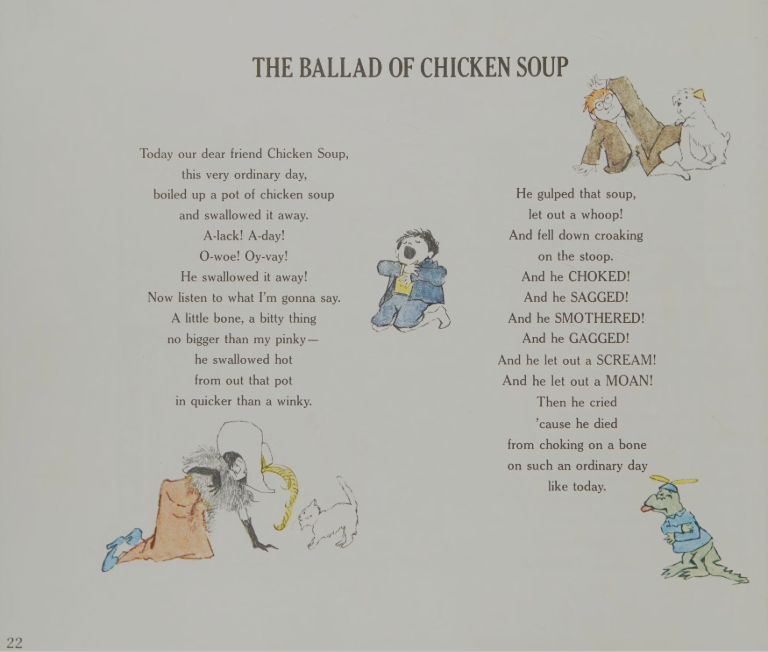 THE BALLAD OF CHICKEN SOUP
Today our dear friend Chicken Soup,
this very ordinary day,
boiled up a pot of chicken soup
and swallowed it away.
A-lack! A-day!
O-woe! Oy-vay!
He swallowed it away!
Now listen to what I'm gonna say.
A little bone, a bitty thing
no bigger than my pinky—
he swallowed hot
from out that pot
in quicker than a winky.
He gulped that soup,
let out a whoop!
And fell down croaking
on the stoop.
And he CHOKED!
And he SAGGED!
And he SMOTHERED!
And he GAGGED!
And he let out a SCREAM!
And he let out a MOAN!
Then he cried
'cause he died
from choking on a bone
on such an ordinary day
like today.
22